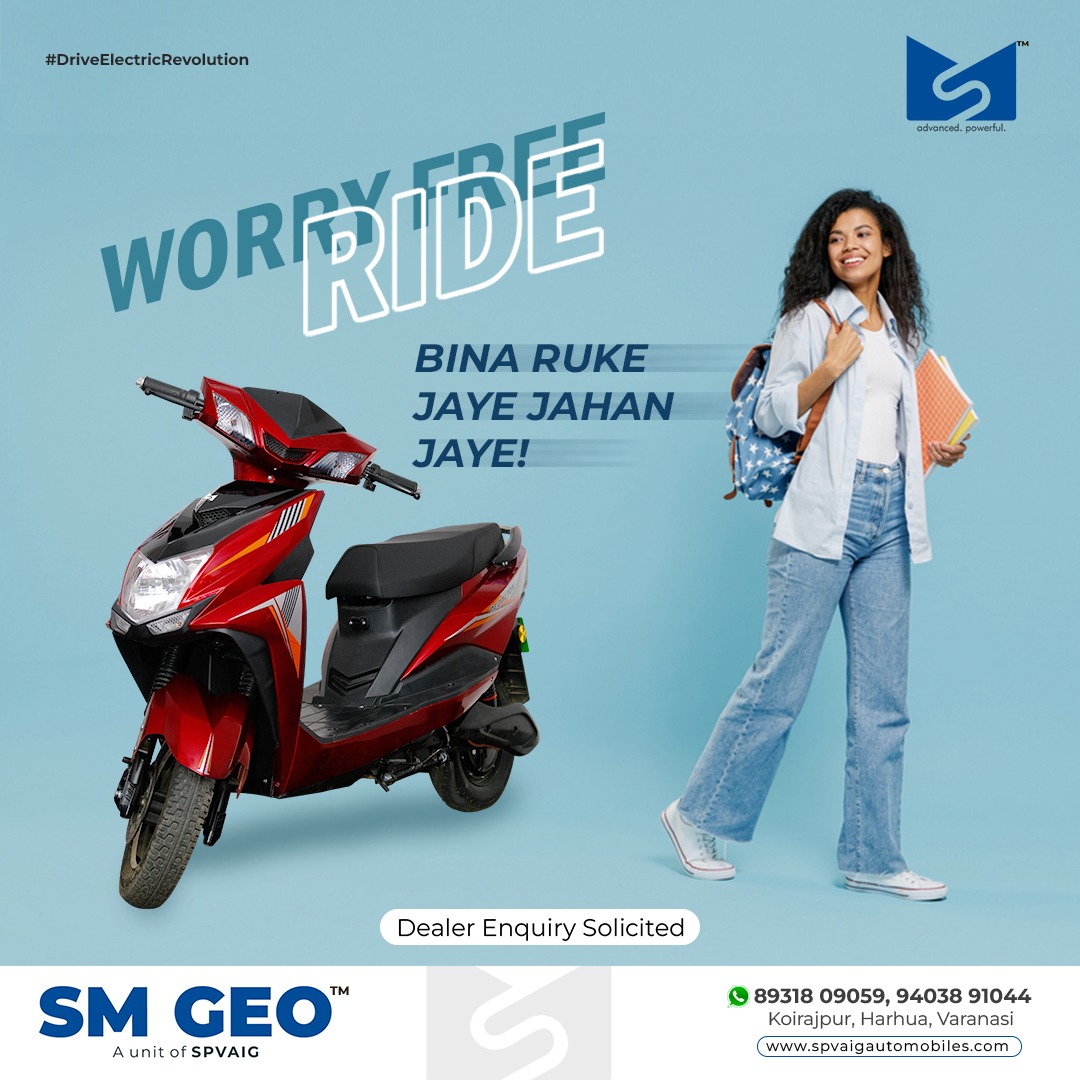 #DriveElectricRevolution
TM
advanced. powerful.
WORRY FREE
RIDE
BINA RUKE
JAYE JAHAN
JAYE!
Dealer Enquiry Solicited
SM GEO™
A unit of SPVAIG
89318 09059, 94038 91044
Koirajpur, Harhua, Varanasi
www.spvaigautomobiles.com